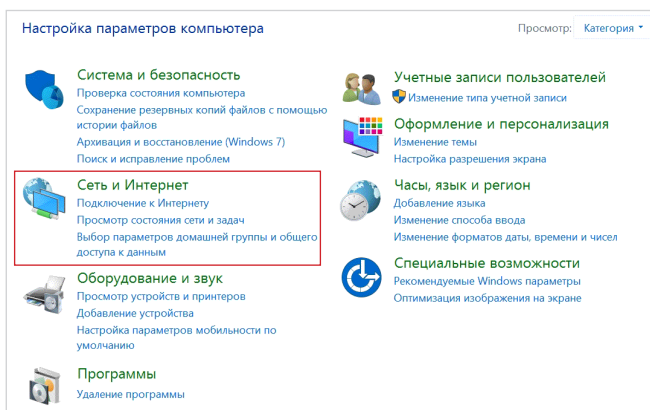 Настройка параметров компьютера
Просмотр: Категория
Система и безопасность
Проверка состояния компьютера
Сохранение резервных копий файлов с помощью
истории файлов
Архивация и восстановление (Windows 7)
Поиск и исправление проблем
Сеть и Интернет
Подключение к Интернету
Просмотр состояния сети и задач
Выбор параметров домашней группы и общего
доступа к данным
Оборудование и звук
Просмотр устройств и принтеров
Добавление устройства
Настройка параметров мобильности по
умолчанию
Программы
Удаление программы
Учетные записи пользователей
Изменение типа учетной записи
Оформление и персонализация
Изменение темы
Настройка разрешения экрана
Часы, язык и регион
Добавление языка
Изменение способа ввода
Изменение форматов даты, времени и чисел
Специальные возможности
Рекомендуемые Windows параметры
Оптимизация изображения на экране